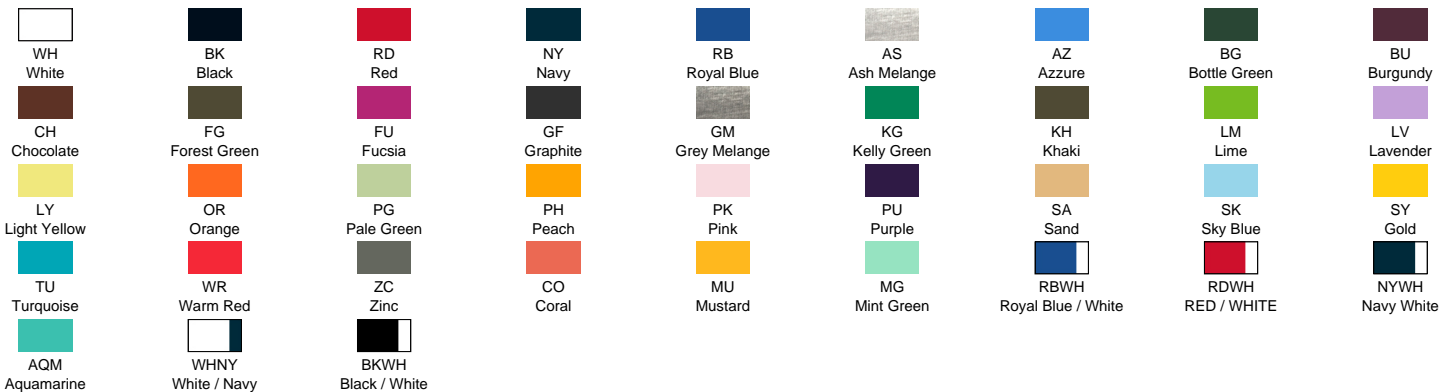 WH BK RD NY RB AS AZ BG BU
White Black Red Navy Royal Blue Ash Melange Azzure Bottle Green Burgundy
CH FG FU GF GM KG KH LM LV
Chocolate Forest Green Fucsia Graphite Grey Melange Kelly Green Khaki Lime Lavender
LY OR PG PH PK PU SA SK SY
Light Yellow Orange Pale Green Peach Pink Purple Sand Sky Blue Gold
TU WR ZC CO MU MG RBWH RDWH NYWH
Turquoise Warm Red Zinc Coral Mustard Mint Green Royal Blue / White RED / WHITE Navy White
AQM WHNY BKWH
Aquamarine White / Navy Black / White